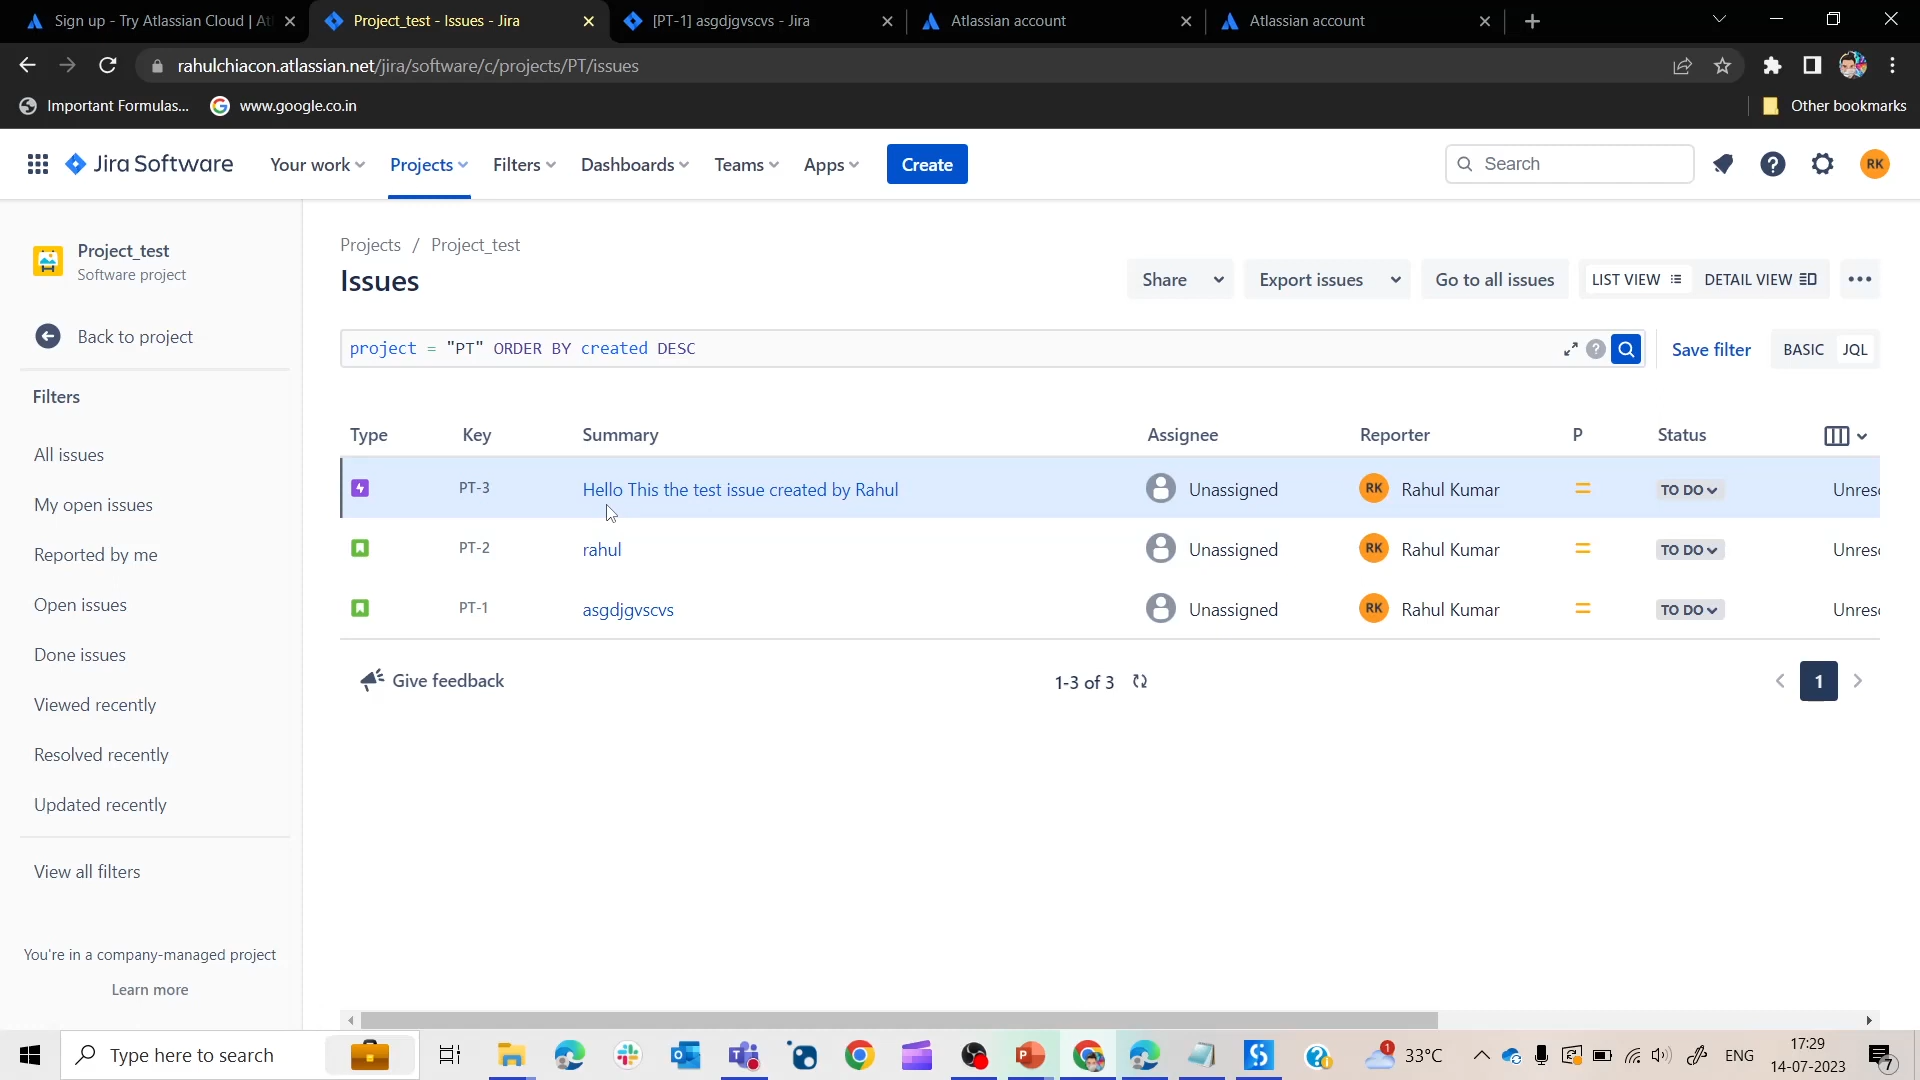 Sign up - Try Atlassian Cloud | At
Project_test - Issues - Jira
[PT-1] asgdjgvscvs - Jira
Atlassian account
Atlassian account
rahulchiacon.atlassian.net/jira/software/c/projects/PT/issues
Important Formulas...
www.google.co.in
Other bookmarks
Jira Software
Your work
Projects
Filters
Dashboards
Teams
Apps
Create
Search
RK
Project_test
Software project
Back to project
Filters
All issues
My open issues
Reported by me
Open issues
Done issues
Viewed recently
Resolved recently
Updated recently
View all filters
You're in a company-managed project
Learn more
Projects / Project_test
Issues
Share
Export issues
Go to all issues
LIST VIEW
DETAIL VIEW
project = "PT" ORDER BY created DESC
Save filter
BASIC JQL
Type Key Summary Assignee Reporter P Status
PT-3 Hello This the test issue created by Rahul Unassigned RK Rahul Kumar TO DO Unres
PT-2 rahul Unassigned RK Rahul Kumar TO DO Unres
PT-1 asgdjgvscvs Unassigned RK Rahul Kumar TO DO Unres
Give feedback
1-3 of 3
1
Type here to search
1
33°C
ENG
17:29
14-07-2023
7